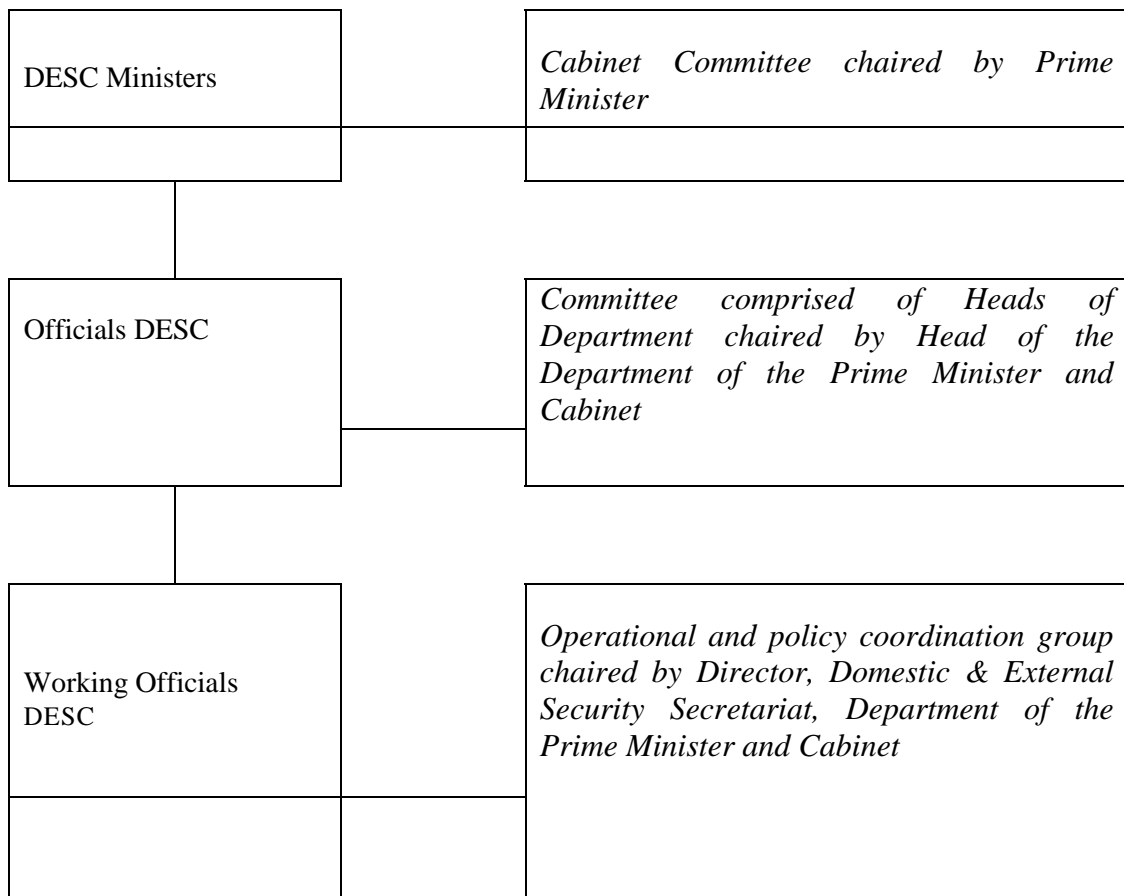 DESC Ministers
Cabinet Committee chaired by Prime
Minister
Officials DESC
Committee comprised of Heads of
Department chaired by Head of the
Department of the Prime Minister and
Cabinet
Working Officials
DESC
Operational and policy coordination group
chaired by Director, Domestic & External
Security Secretariat, Department of the
Prime Minister and Cabinet